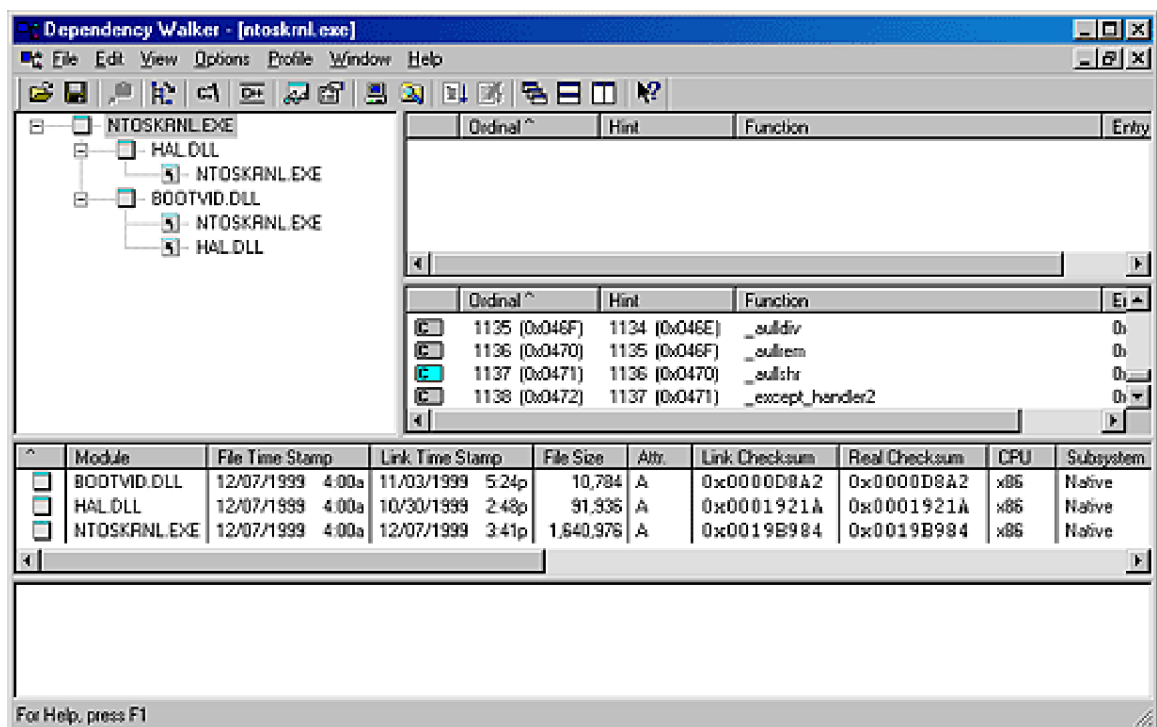 Dependency Walker - [ntoskrnl.exe]
File Edit View Options Profile Window Help
NTOSKRNL.EXE
HAL.DLL
NTOSKRNL.EXE
BOOTVID.DLL
NTOSKRNL.EXE
HAL.DLL
Ordinal ^ Hint Function Entry
Ordinal ^ Hint Function
C 1135 (0x046F) 1134 (0x046E) _aulldiv
C 1136 (0x0470) 1135 (0x046F) _aullrem
C 1137 (0x0471) 1136 (0x0470) _aullshr
C 1138 (0x0472) 1137 (0x0471) _except_handler2
^ Module File Time Stamp Link Time Stamp File Size Attr. Link Checksum Real Checksum CPU Subsystem
BOOTVID.DLL 12/07/1999 4:00a 11/03/1999 5:24p 10,784 A 0x0000D8A2 0x0000D8A2 x86 Native
HAL.DLL 12/07/1999 4:00a 10/30/1999 2:48p 91,936 A 0x0001921A 0x0001921A x86 Native
NTOSKRNL.EXE 12/07/1999 4:00a 12/07/1999 3:41p 1,640,976 A 0x0019B984 0x0019B984 x86 Native
For Help, press F1